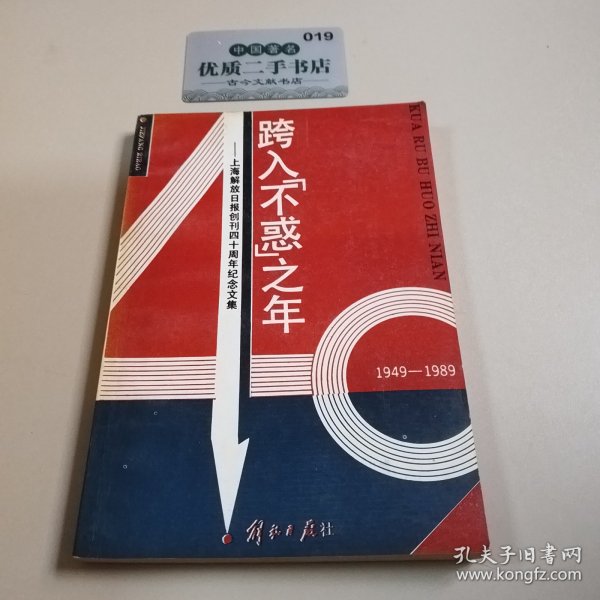 019
中国著名
优质二手书店
古今文献书店
JIEFANG RIBAO
跨入「不惑」之年
——上海解放日报创刊四十周年纪念文集
KUA RU BU HUO ZHI NIAN
40
1949—1989
解放日报社
孔夫子旧书网
www.kongfz.com